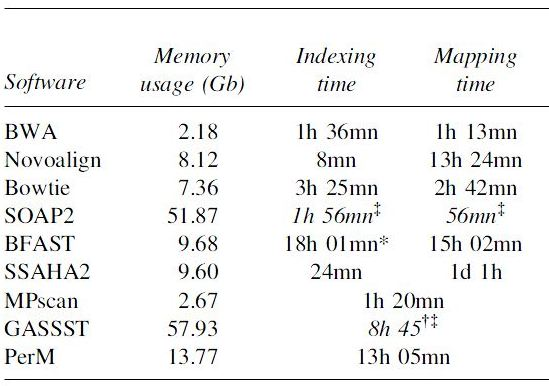 Memory Indexing Mapping
Software usage (Gb) time time
BWA 2.18 1h 36mn 1h 13mn
Novoalign 8.12 8mn 13h 24mn
Bowtie 7.36 3h 25mn 2h 42mn
SOAP2 51.87 1h 56mn‡ 56mn‡
BFAST 9.68 18h 01mn* 15h 02mn
SSAHA2 9.60 24mn 1d 1h
MPscan 2.67 1h 20mn
GASSST 57.93 8h 45†‡
PerM 13.77 13h 05mn